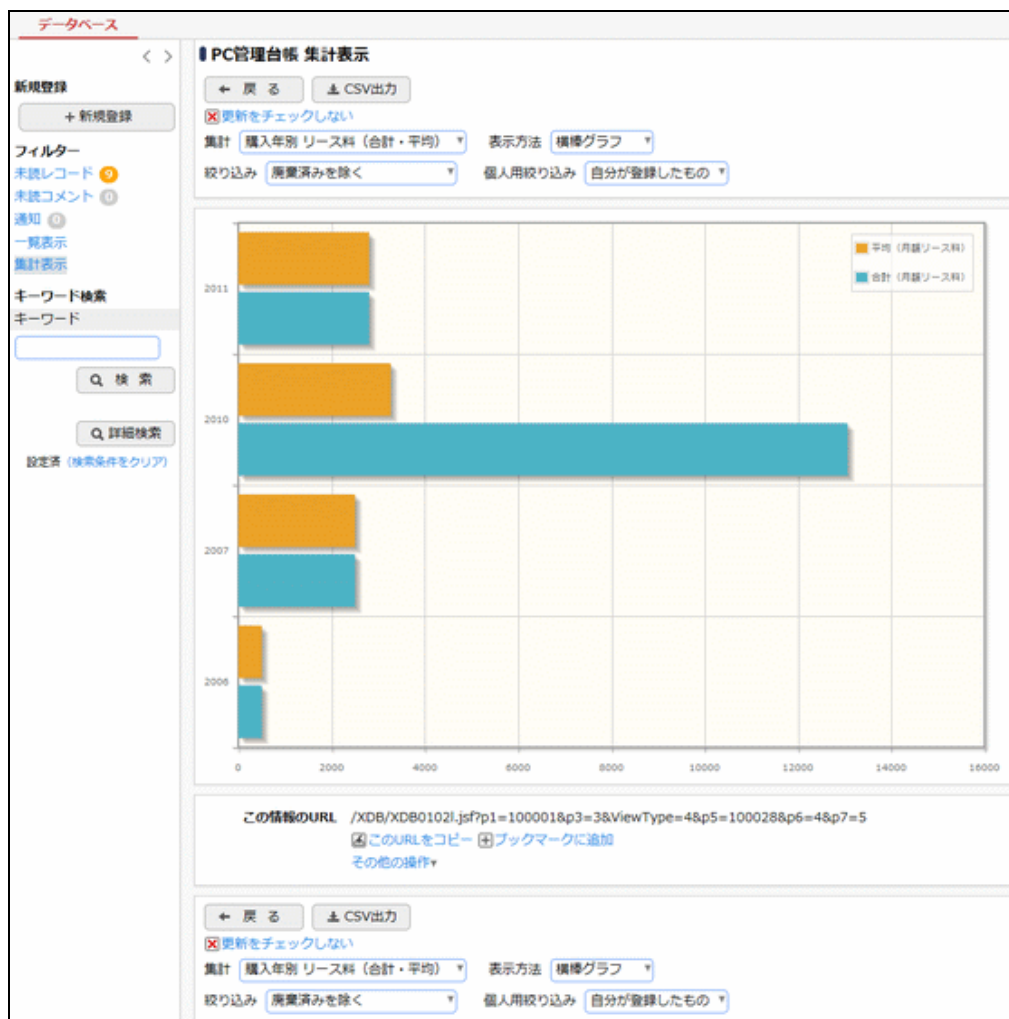 データベース
新規登録
+ 新規登録
フィルター
未読レコード 9
未読コメント 0
通知 0
一覧表示
集計表示
キーワード検索
キーワード
検 索
詳細検索
設定済 (検索条件をクリア)
PC管理台帳 集計表示
戻 る CSV出力
更新をチェックしない
集計 購入年別 リース料（合計・平均） 表示方法 横棒グラフ
絞り込み 廃棄済みを除く 個人用絞り込み 自分が登録したもの
平均（月額リース料）
合計（月額リース料）
2011
2010
2007
2006
0 2000 4000 6000 8000 10000 12000 14000 16000
この情報のURL /XDB/XDB0102l.jsf?p1=100001&p3=3&ViewType=4&p5=100028&p6=4&p7=5
このURLをコピー ブックマークに追加
その他の操作▾
戻 る CSV出力
更新をチェックしない
集計 購入年別 リース料（合計・平均） 表示方法 横棒グラフ
絞り込み 廃棄済みを除く 個人用絞り込み 自分が登録したもの